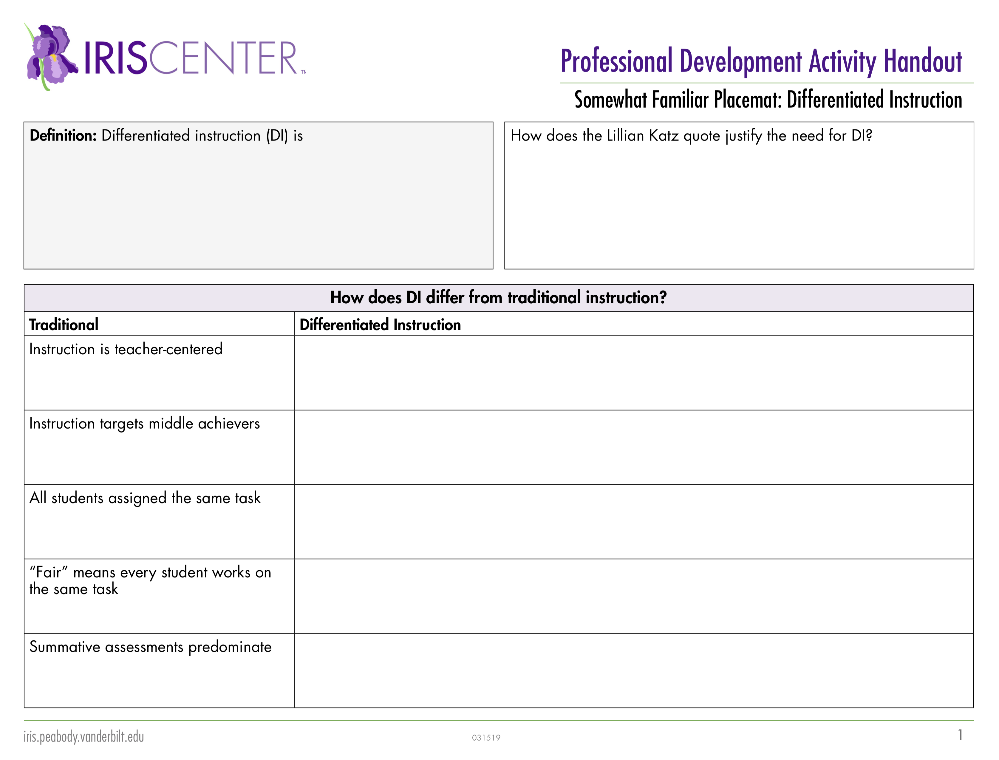 IRISCENTER™
Professional Development Activity Handout
Somewhat Familiar Placemat: Differentiated Instruction
Definition: Differentiated instruction (DI) is
How does the Lillian Katz quote justify the need for DI?
How does DI differ from traditional instruction?
Traditional
Differentiated Instruction
Instruction is teacher-centered
Instruction targets middle achievers
All students assigned the same task
“Fair” means every student works on
the same task
Summative assessments predominate
iris.peabody.vanderbilt.edu
031519
1